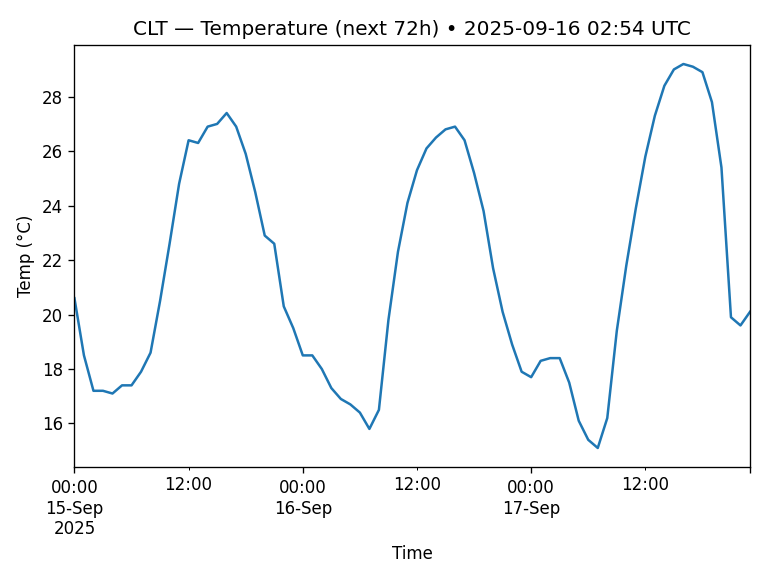 CLT — Temperature (next 72h) • 2025-09-16 02:54 UTC
Temp (°C)
28
26
24
22
20
18
16
00:00 12:00 00:00 12:00 00:00 12:00
15-Sep 16-Sep 17-Sep
2025
Time